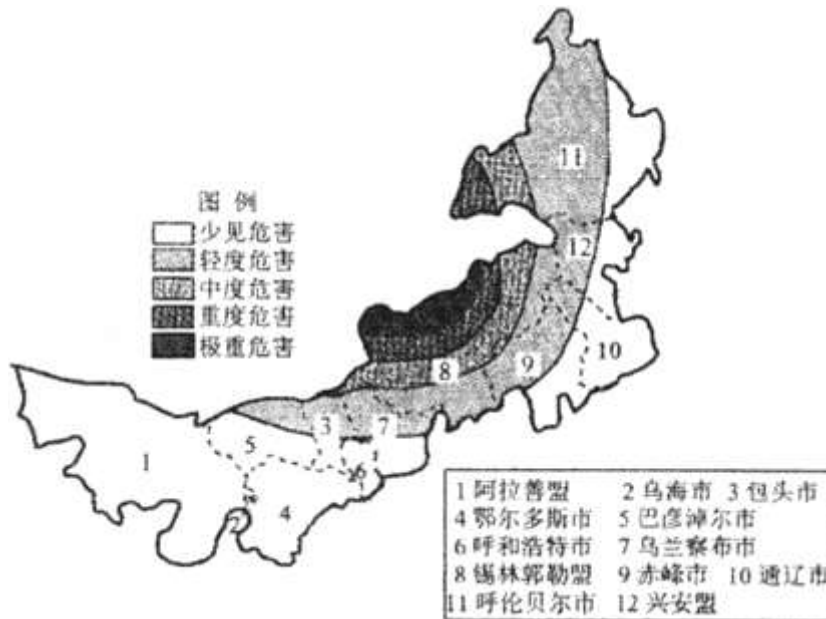 11
12
10
9
8
7
3
6
5
4
1
图 例
少见危害
轻度危害
中度危害
重度危害
极重危害
1 阿拉善盟 2 乌海市 3 包头市
4 鄂尔多斯市 5 巴彦淖尔市
6 呼和浩特市 7 乌兰察布市
8 锡林郭勒盟 9 赤峰市 10 通辽市
11 呼伦贝尔市 12 兴安盟